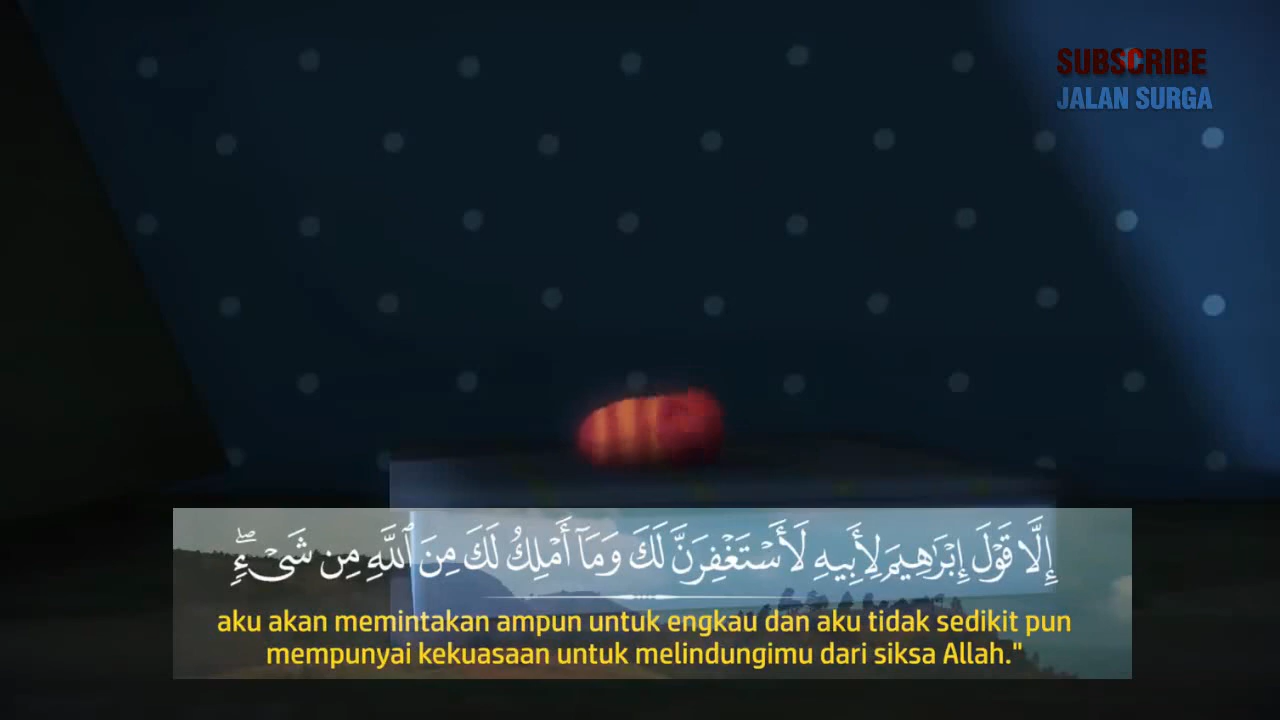 SUBSCRIBE
JALAN SURGA
إِلَّا قَوْلَ إِبْرَٰهِيمَ لِأَبِيهِ لَأَسْتَغْفِرَنَّ لَكَ وَمَآ أَمْلِكُ لَكَ مِنَ ٱللَّهِ مِن شَىْءٍۢ ۖ
aku akan memintakan ampun untuk engkau dan aku tidak sedikit pun
mempunyai kekuasaan untuk melindungimu dari siksa Allah."